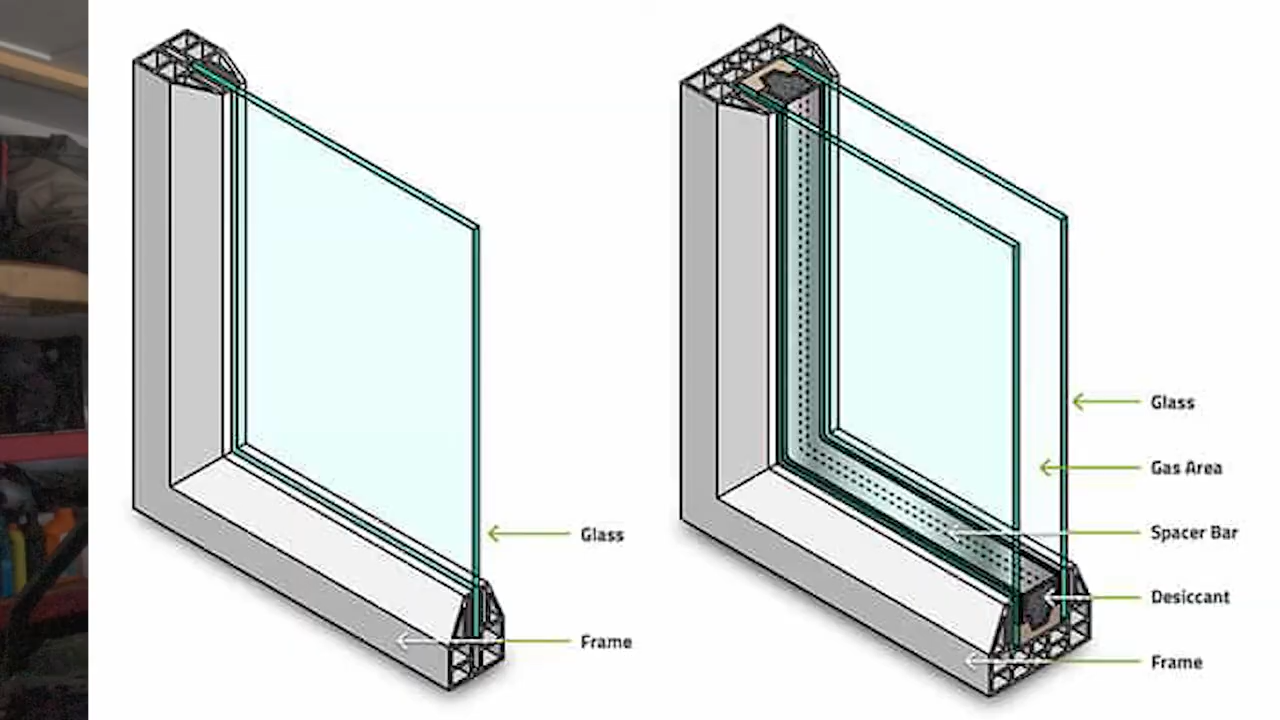 Glass
Frame
Glass
Gas Area
Spacer Bar
Desiccant
Frame